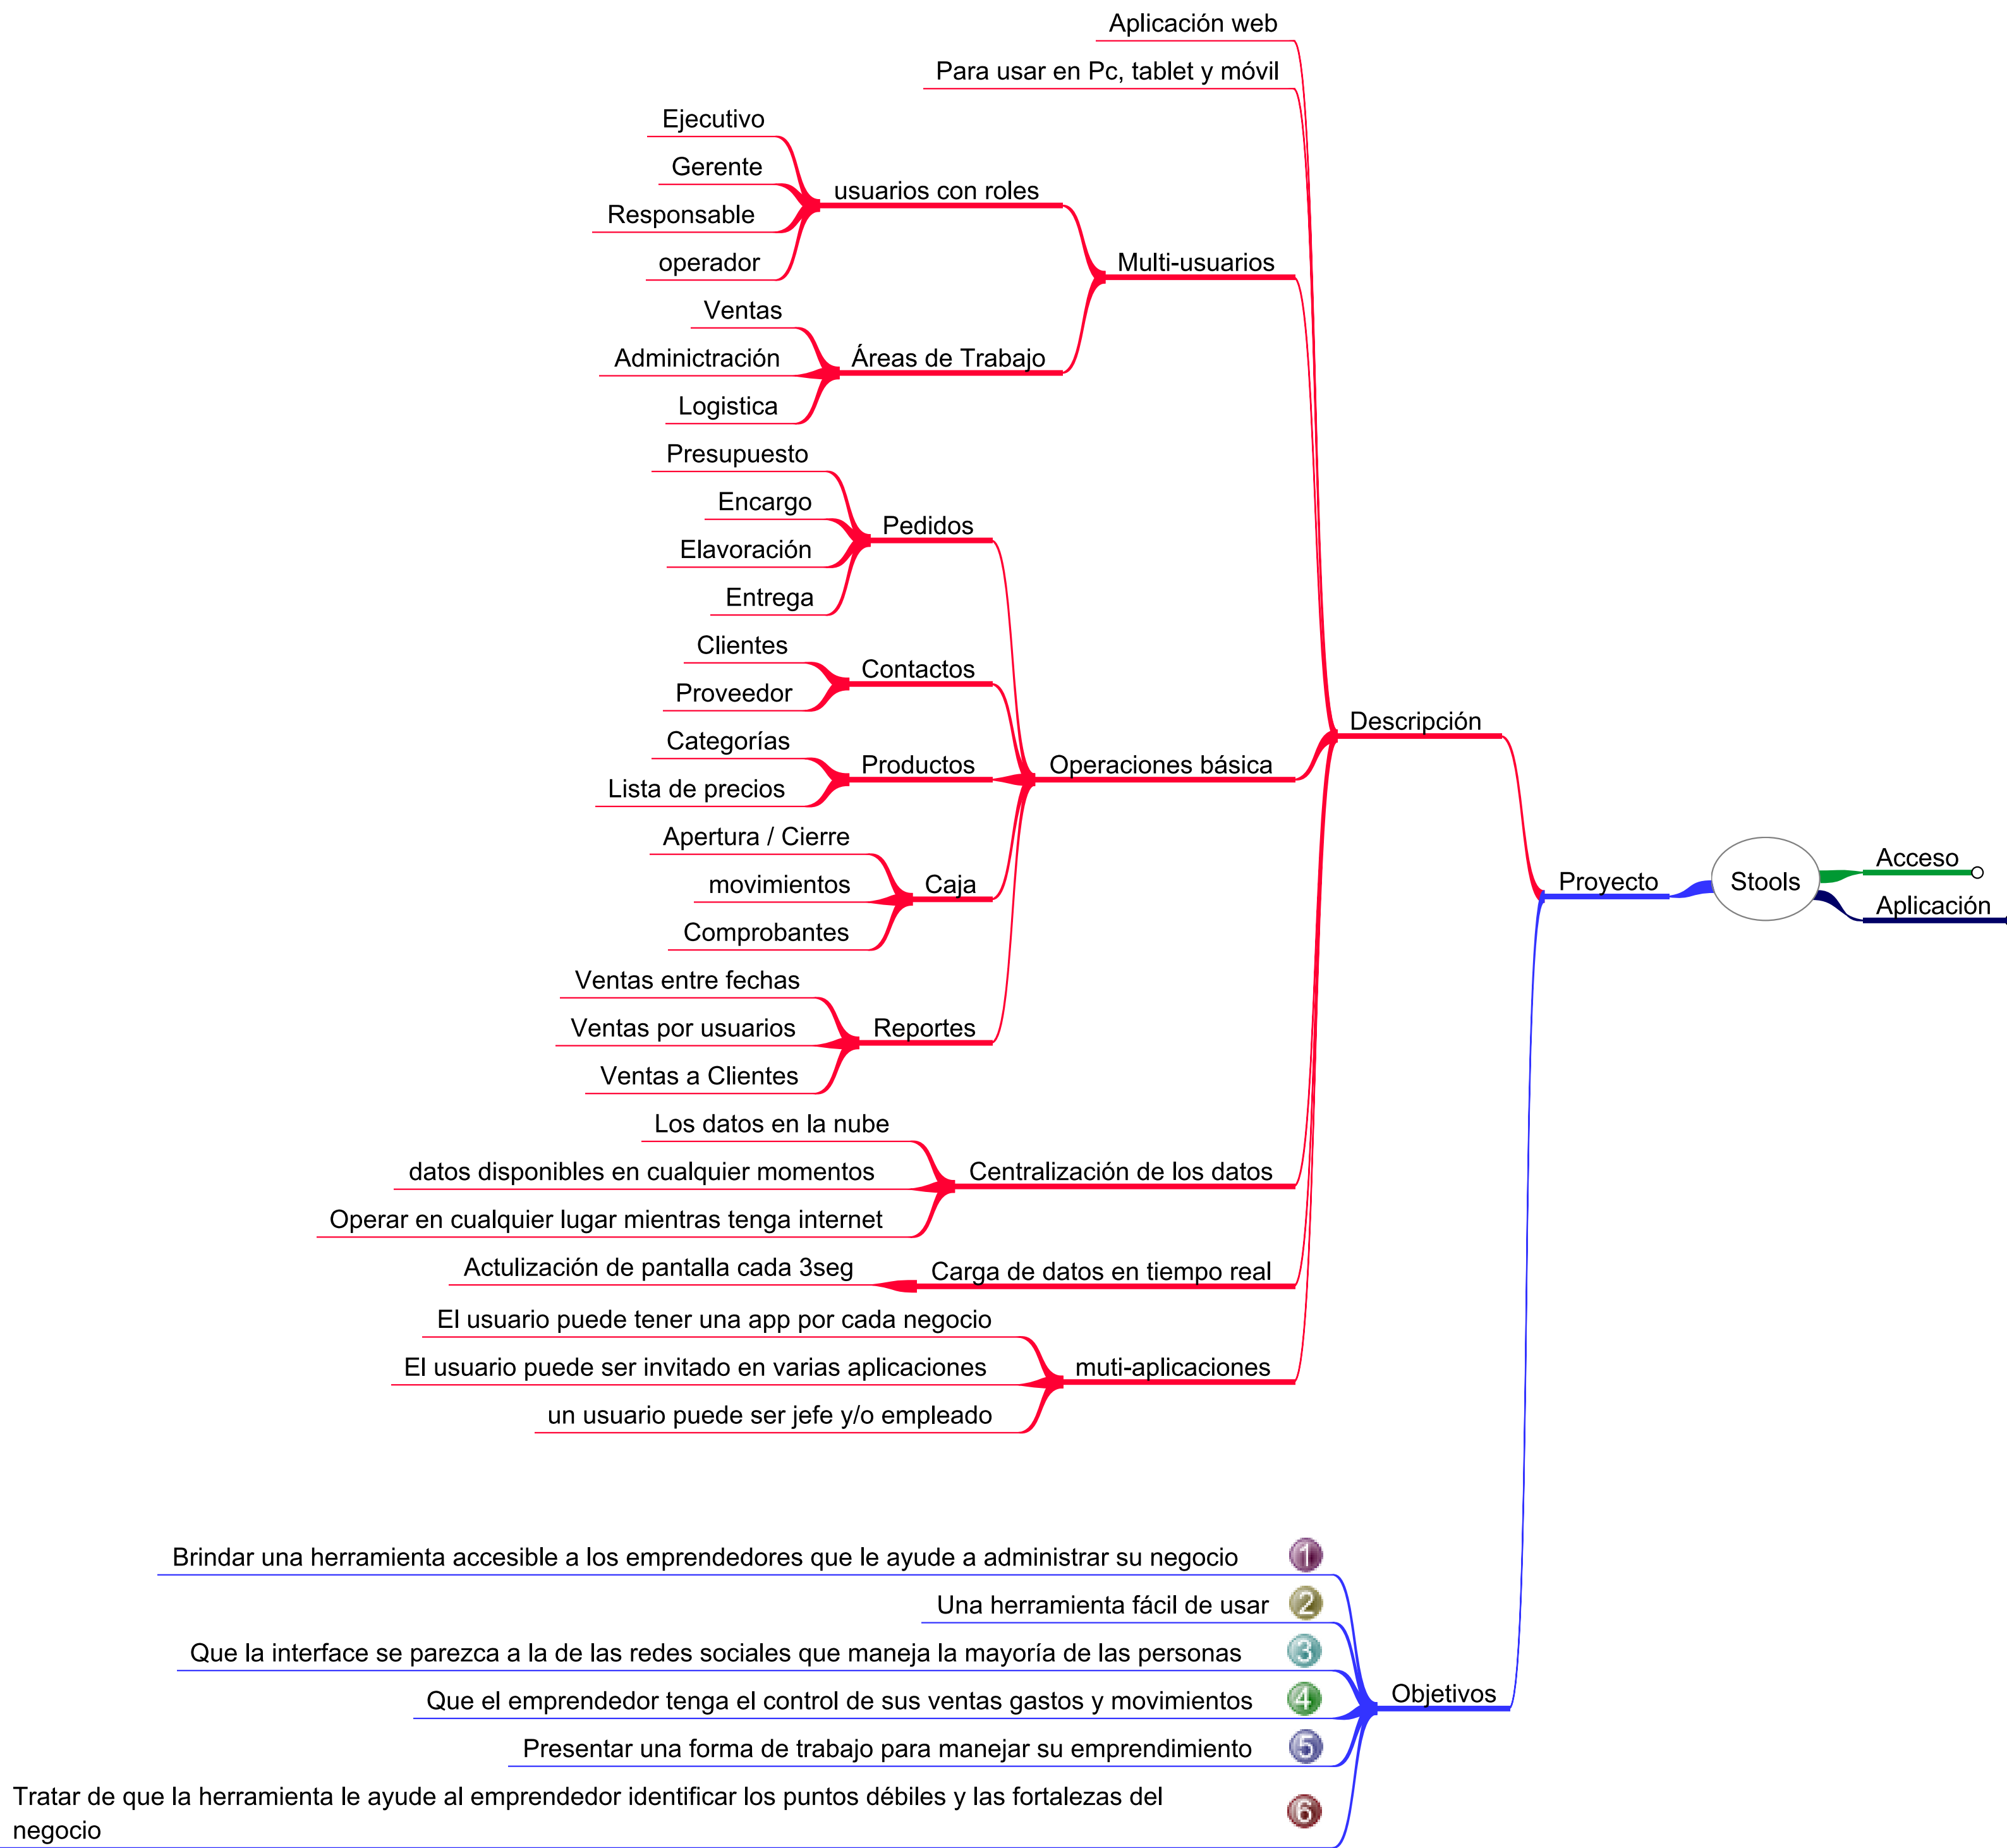 Aplicación web
Para usar en Pc, tablet y móvil
Ejecutivo
Gerente
Responsable
operador
usuarios con roles
Ventas
Adminictración
Logistica
Áreas de Trabajo
Multi-usuarios
Presupuesto
Encargo
Elavoración
Entrega
Pedidos
Clientes
Proveedor
Contactos
Categorías
Lista de precios
Productos
Apertura / Cierre
movimientos
Comprobantes
Caja
Ventas entre fechas
Ventas por usuarios
Ventas a Clientes
Reportes
Operaciones básica
Los datos en la nube
datos disponibles en cualquier momentos
Operar en cualquier lugar mientras tenga internet
Centralización de los datos
Actulización de pantalla cada 3seg
Carga de datos en tiempo real
El usuario puede tener una app por cada negocio
El usuario puede ser invitado en varias aplicaciones
un usuario puede ser jefe y/o empleado
muti-aplicaciones
Descripción
Proyecto
Stools
Acceso
Aplicación
Brindar una herramienta accesible a los emprendedores que le ayude a administrar su negocio 1
Una herramienta fácil de usar 2
Que la interface se parezca a la de las redes sociales que maneja la mayoría de las personas 3
Que el emprendedor tenga el control de sus ventas gastos y movimientos 4
Presentar una forma de trabajo para manejar su emprendimiento 5
Tratar de que la herramienta le ayude al emprendedor identificar los puntos débiles y las fortalezas del
negocio 6
Objetivos